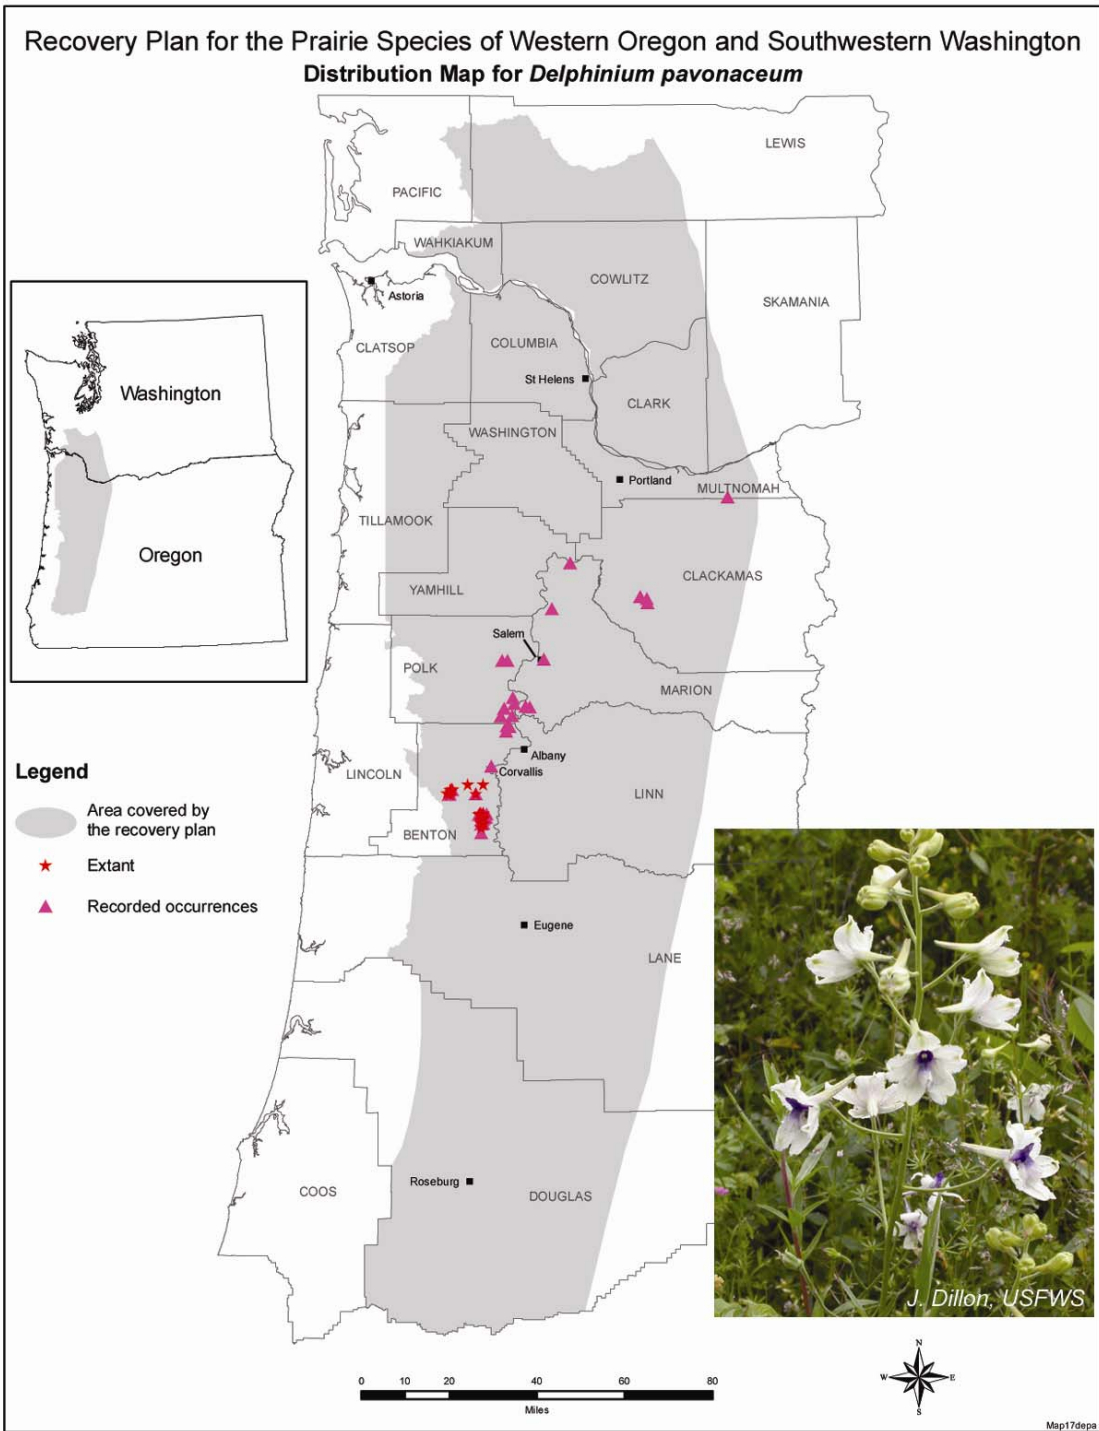 Recovery Plan for the Prairie Species of Western Oregon and Southwestern Washington
Distribution Map for Delphinium pavonaceum
LEWIS
PACIFIC
WAHKIAKUM
COWLITZ
SKAMANIA
Astoria
CLATSOP
COLUMBIA
St Helens
CLARK
WASHINGTON
Portland
MULTNOMAH
TILLAMOOK
CLACKAMAS
YAMHILL
Salem
POLK
MARION
Albany
Corvallis
LINCOLN
LINN
BENTON
Eugene
LANE
Roseburg
COOS
DOUGLAS
Washington
Oregon
Legend
Area covered by
the recovery plan
Extant
Recorded occurrences
J. Dillon, USFWS
N
W E
S
0 10 20 40 60 80
Miles
Map17depa